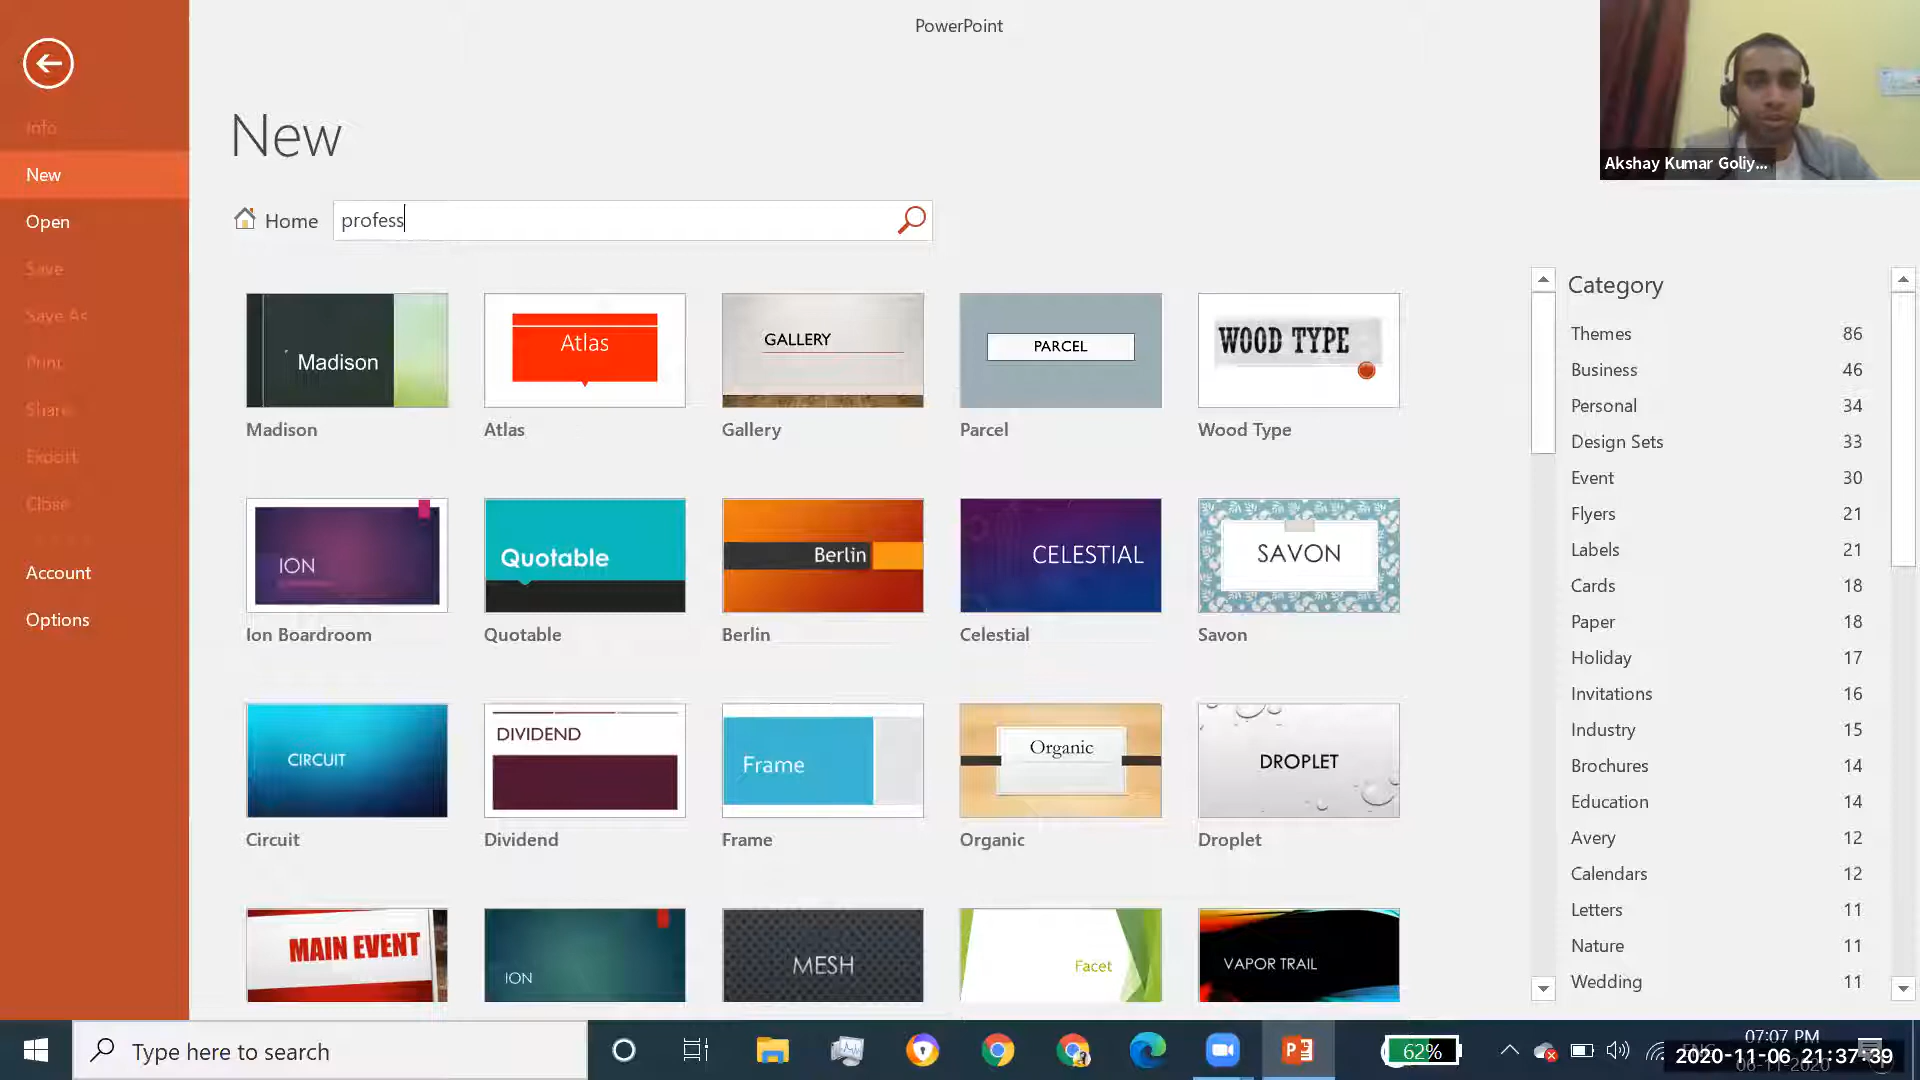 PowerPoint
Akshay Kumar Goliy...
Info
New
Open
Save
Save As
Print
Share
Export
Close
Account
Options
New
Home
profess
Madison
Atlas
GALLERY
PARCEL
WOOD TYPE
Madison
Atlas
Gallery
Parcel
Wood Type
ION
Quotable
Berlin
CELESTIAL
SAVON
Ion Boardroom
Quotable
Berlin
Celestial
Savon
CIRCUIT
DIVIDEND
Frame
Organic
DROPLET
Circuit
Dividend
Frame
Organic
Droplet
MAIN EVENT
ION
MESH
Facet
VAPOR TRAIL
Category
Themes 86
Business 46
Personal 34
Design Sets 33
Event 30
Flyers 21
Labels 21
Cards 18
Paper 18
Holiday 17
Invitations 16
Industry 15
Brochures 14
Education 14
Avery 12
Calendars 12
Letters 11
Nature 11
Wedding 11
Type here to search
62%
07:07 PM
2020-11-06 21:37:39
06-11-2020